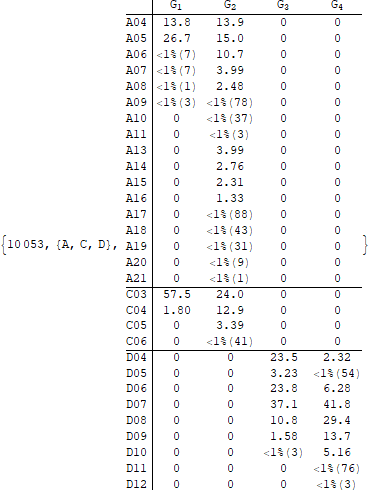 G1 G2 G3 G4
A04 13.8 13.9 0 0
A05 26.7 15.0 0 0
A06 <1%(7) 10.7 0 0
A07 <1%(7) 3.99 0 0
A08 <1%(1) 2.48 0 0
A09 <1%(3) <1%(78) 0 0
A10 0 <1%(37) 0 0
A11 0 <1%(3) 0 0
A13 0 3.99 0 0
A14 0 2.76 0 0
A15 0 2.31 0 0
A16 0 1.33 0 0
A17 0 <1%(88) 0 0
A18 0 <1%(43) 0 0
{10053, {A, C, D}, A19 0 <1%(31) 0 0 }
A20 0 <1%(9) 0 0
A21 0 <1%(1) 0 0
C03 57.5 24.0 0 0
C04 1.80 12.9 0 0
C05 0 3.39 0 0
C06 0 <1%(41) 0 0
D04 0 0 23.5 2.32
D05 0 0 3.23 <1%(54)
D06 0 0 23.8 6.28
D07 0 0 37.1 41.8
D08 0 0 10.8 29.4
D09 0 0 1.58 13.7
D10 0 0 <1%(3) 5.16
D11 0 0 0 <1%(76)
D12 0 0 0 <1%(3)